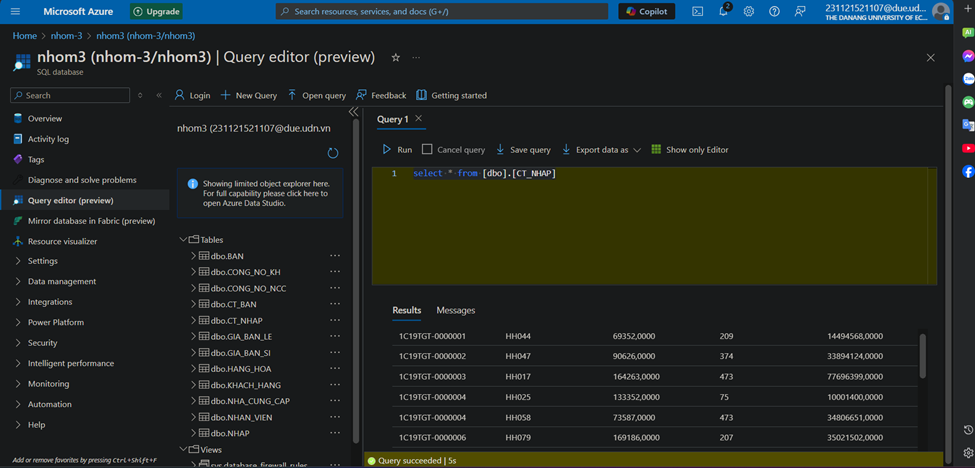 Microsoft Azure
Upgrade
Search resources, services, and docs (G+/)
Copilot
2
231121521107@due.udn....
THE DANANG UNIVERSITY OF EC...
Home > nhom-3 > nhom3 (nhom-3/nhom3)
nhom3 (nhom-3/nhom3) | Query editor (preview)
SQL database
Search
Login
New Query
Open query
Feedback
Getting started
Overview
Activity log
Tags
Diagnose and solve problems
Query editor (preview)
Mirror database in Fabric (preview)
Resource visualizer
Settings
Data management
Integrations
Power Platform
Security
Intelligent performance
Monitoring
Automation
Help
Add or remove favorites by pressing Ctrl+Shift+F
nhom3 (231121521107@due.udn.vn
Showing limited object explorer here.
For full capability please click here to
open Azure Data Studio.
Tables
dbo.BAN
dbo.CONG_NO_KH
dbo.CONG_NO_NCC
dbo.CT_BAN
dbo.CT_NHAP
dbo.GIA_BAN_LE
dbo.GIA_BAN_SI
dbo.HANG_HOA
dbo.KHACH_HANG
dbo.NHA_CUNG_CAP
dbo.NHAN_VIEN
dbo.NHAP
Views
sys.database_firewall_rules
Query 1
Run
Cancel query
Save query
Export data as
Show only Editor
1 select * from [dbo].[CT_NHAP]
Results Messages
1C19TGT-0000001 HH044 69352,0000 209 14494568,0000
1C19TGT-0000002 HH047 90626,0000 374 33894124,0000
1C19TGT-0000003 HH017 164263,0000 473 77696399,0000
1C19TGT-0000004 HH025 133352,0000 75 10001400,0000
1C19TGT-0000004 HH058 73587,0000 473 34806651,0000
1C19TGT-0000006 HH079 169186,0000 207 35021502,0000
Query succeeded | 5s